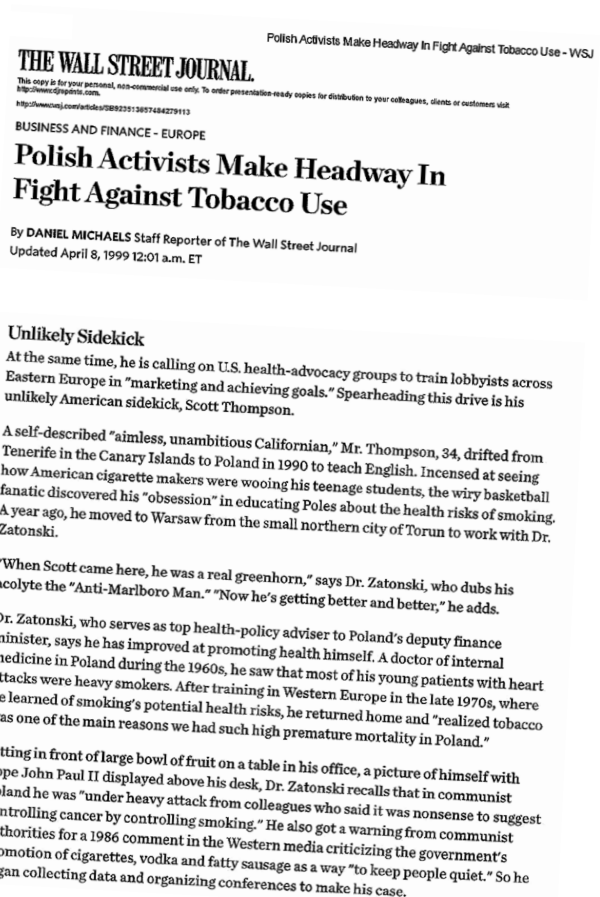 Polish Activists Make Headway In Fight Against Tobacco Use - WSJ
THE WALL STREET JOURNAL.
This copy is for your personal, non-commercial use only. To order presentation-ready copies for distribution to your colleagues, clients or customers visit
http://www.djreprints.com.
http://www.wsj.com/articles/SB923513657484279113
BUSINESS AND FINANCE - EUROPE
Polish Activists Make Headway In
Fight Against Tobacco Use
By DANIEL MICHAELS Staff Reporter of The Wall Street Journal
Updated April 8, 1999 12:01 a.m. ET
Unlikely Sidekick
At the same time, he is calling on U.S. health-advocacy groups to train lobbyists across
Eastern Europe in "marketing and achieving goals." Spearheading this drive is his
unlikely American sidekick, Scott Thompson.
A self-described "aimless, unambitious Californian," Mr. Thompson, 34, drifted from
Tenerife in the Canary Islands to Poland in 1990 to teach English. Incensed at seeing
how American cigarette makers were wooing his teenage students, the wiry basketball
fanatic discovered his "obsession" in educating Poles about the health risks of smoking.
A year ago, he moved to Warsaw from the small northern city of Torun to work with Dr.
Zatonski.
"When Scott came here, he was a real greenhorn," says Dr. Zatonski, who dubs his
acolyte the "Anti-Marlboro Man." "Now he's getting better and better," he adds.
Dr. Zatonski, who serves as top health-policy adviser to Poland's deputy finance
minister, says he has improved at promoting health himself. A doctor of internal
medicine in Poland during the 1960s, he saw that most of his young patients with heart
ttacks were heavy smokers. After training in Western Europe in the late 1970s, where
e learned of smoking's potential health risks, he returned home and "realized tobacco
as one of the main reasons we had such high premature mortality in Poland."
tting in front of large bowl of fruit on a table in his office, a picture of himself with
ope John Paul II displayed above his desk, Dr. Zatonski recalls that in communist
oland he was "under heavy attack from colleagues who said it was nonsense to suggest
ntrolling cancer by controlling smoking." He also got a warning from communist
thorities for a 1986 comment in the Western media criticizing the government's
omotion of cigarettes, vodka and fatty sausage as a way "to keep people quiet." So he
gan collecting data and organizing conferences to make his case.